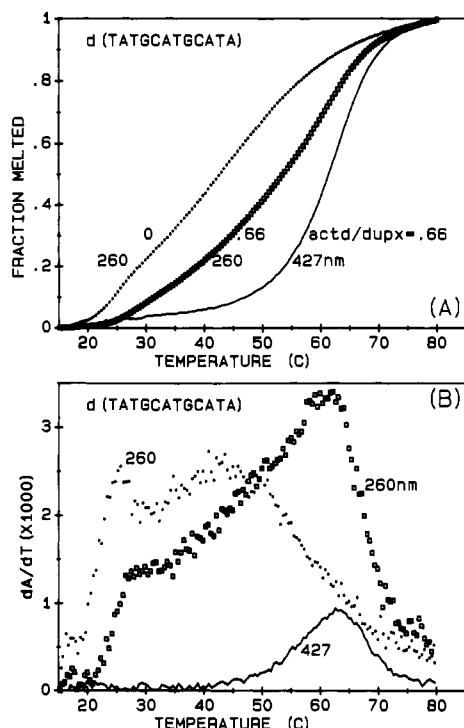 d (TATGCATGCATA)
1
.8
.6
.4
.2
0
FRACTION MELTED
0
260
.66
260
actd/dupx=.66
427nm
(A)
20 30 40 50 60 70 80
TEMPERATURE (C)
d(TATGCATGCATA)
(B)
3
2
1
0
dA/dT (X1000)
260
260nm
427
20 30 40 50 60 70 80
TEMPERATURE (C)